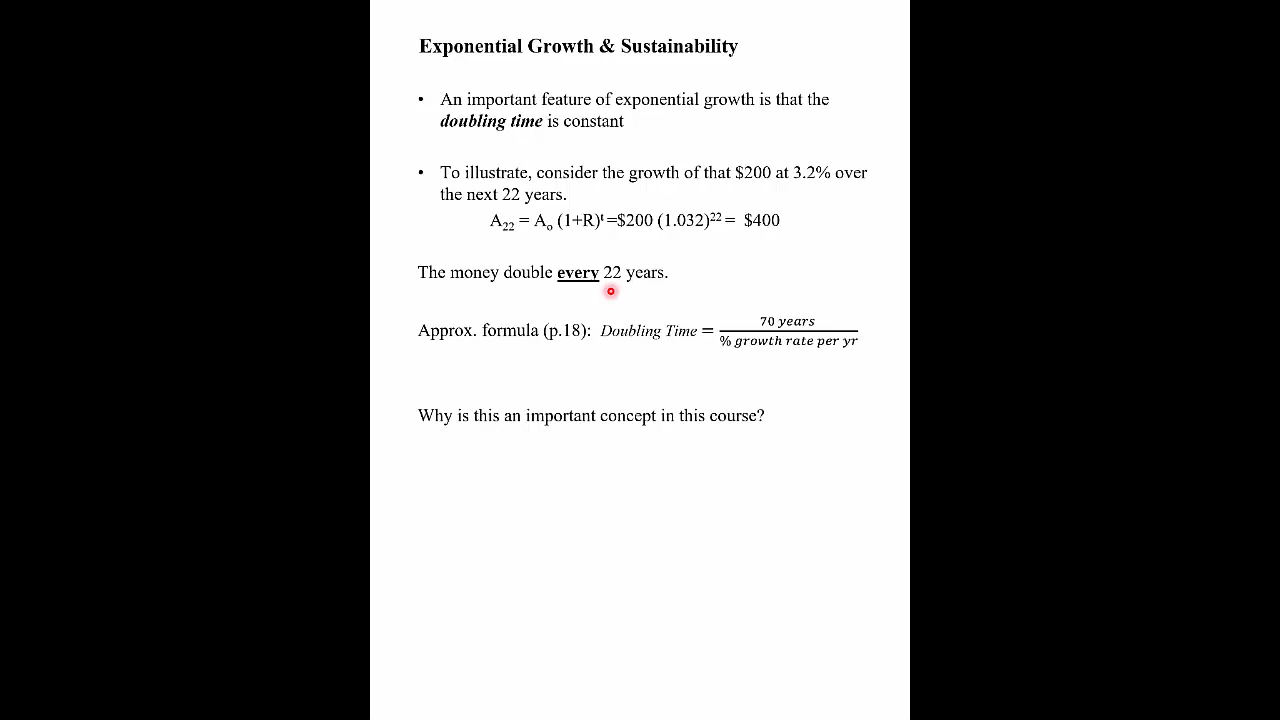 Exponential Growth & Sustainability
• An important feature of exponential growth is that the
doubling time is constant
• To illustrate, consider the growth of that $200 at 3.2% over
the next 22 years.
A₂₂ = Aₒ (1+R)ᵗ =$200 (1.032)²² = $400
The money double every 22 years.
Approx. formula (p.18): Doubling Time = 70 years / % growth rate per yr
Why is this an important concept in this course?